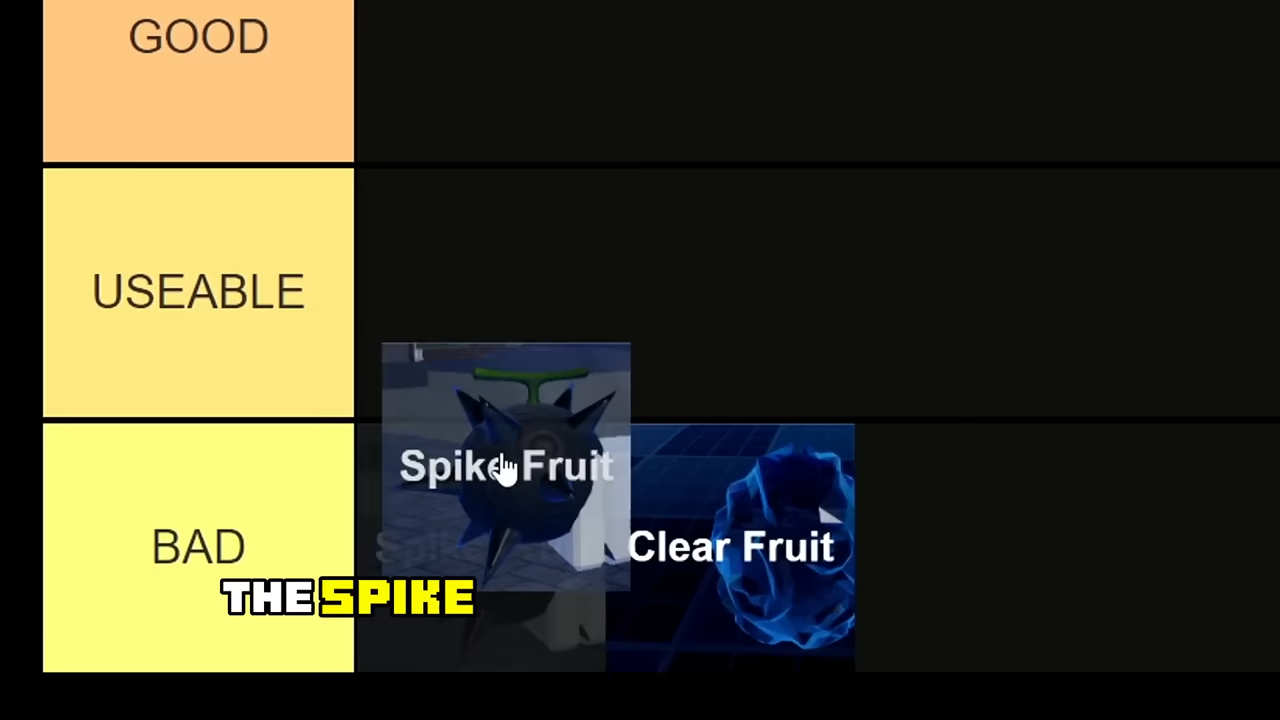 GOOD
USEABLE
Spike Fruit
Clear Fruit
BAD
THE SPIKE